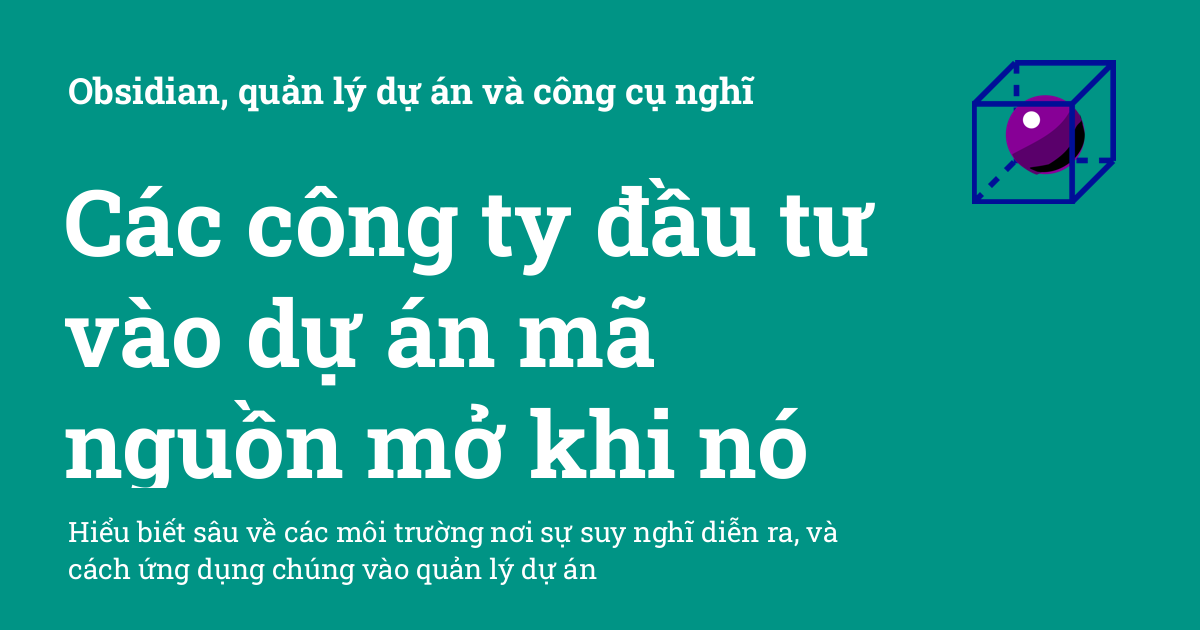 Obsidian, quản lý dự án và công cụ nghĩ
Các công ty đầu tư
vào dự án mã
nguồn mở khi nó
Hiểu biết sâu về các môi trường nơi sự suy nghĩ diễn ra, và
cách ứng dụng chúng vào quản lý dự án